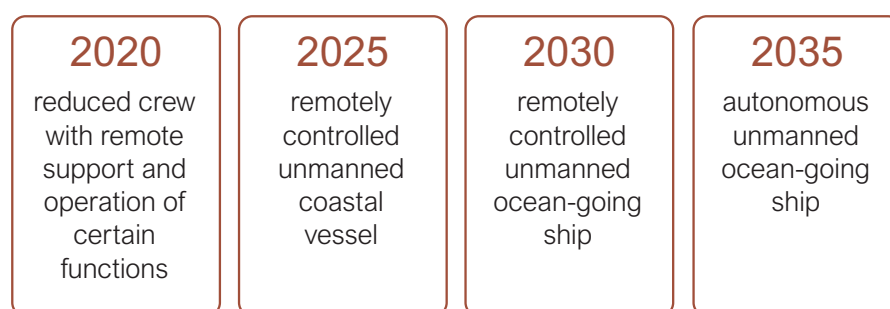 2020
reduced crew
with remote
support and
operation of
certain
functions
2025
remotely
controlled
unmanned
coastal
vessel
2030
remotely
controlled
unmanned
ocean-going
ship
2035
autonomous
unmanned
ocean-going
ship